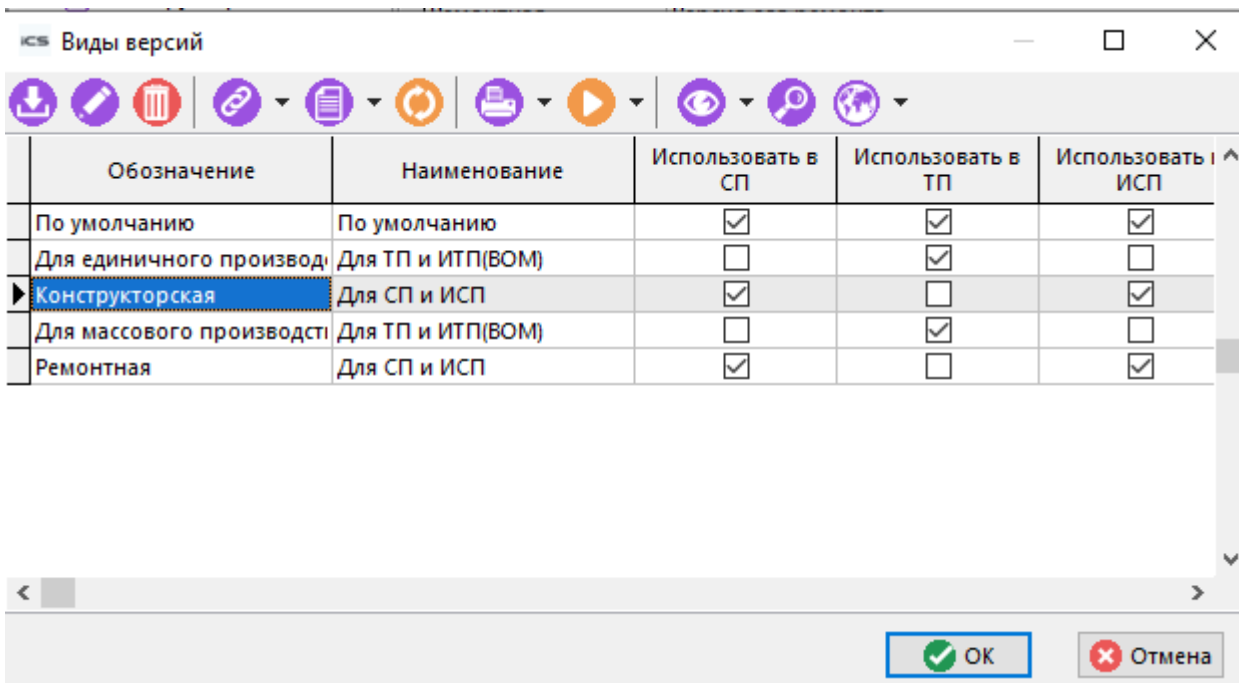 iCS Виды версий
Обозначение Наименование Использовать в СП Использовать в ТП Использовать ИСП
По умолчанию По умолчанию
Для единичного производ Для ТП и ИТП(BOM)
Конструкторская Для СП и ИСП
Для массового производст Для ТП и ИТП(BOM)
Ремонтная Для СП и ИСП
OK Отмена